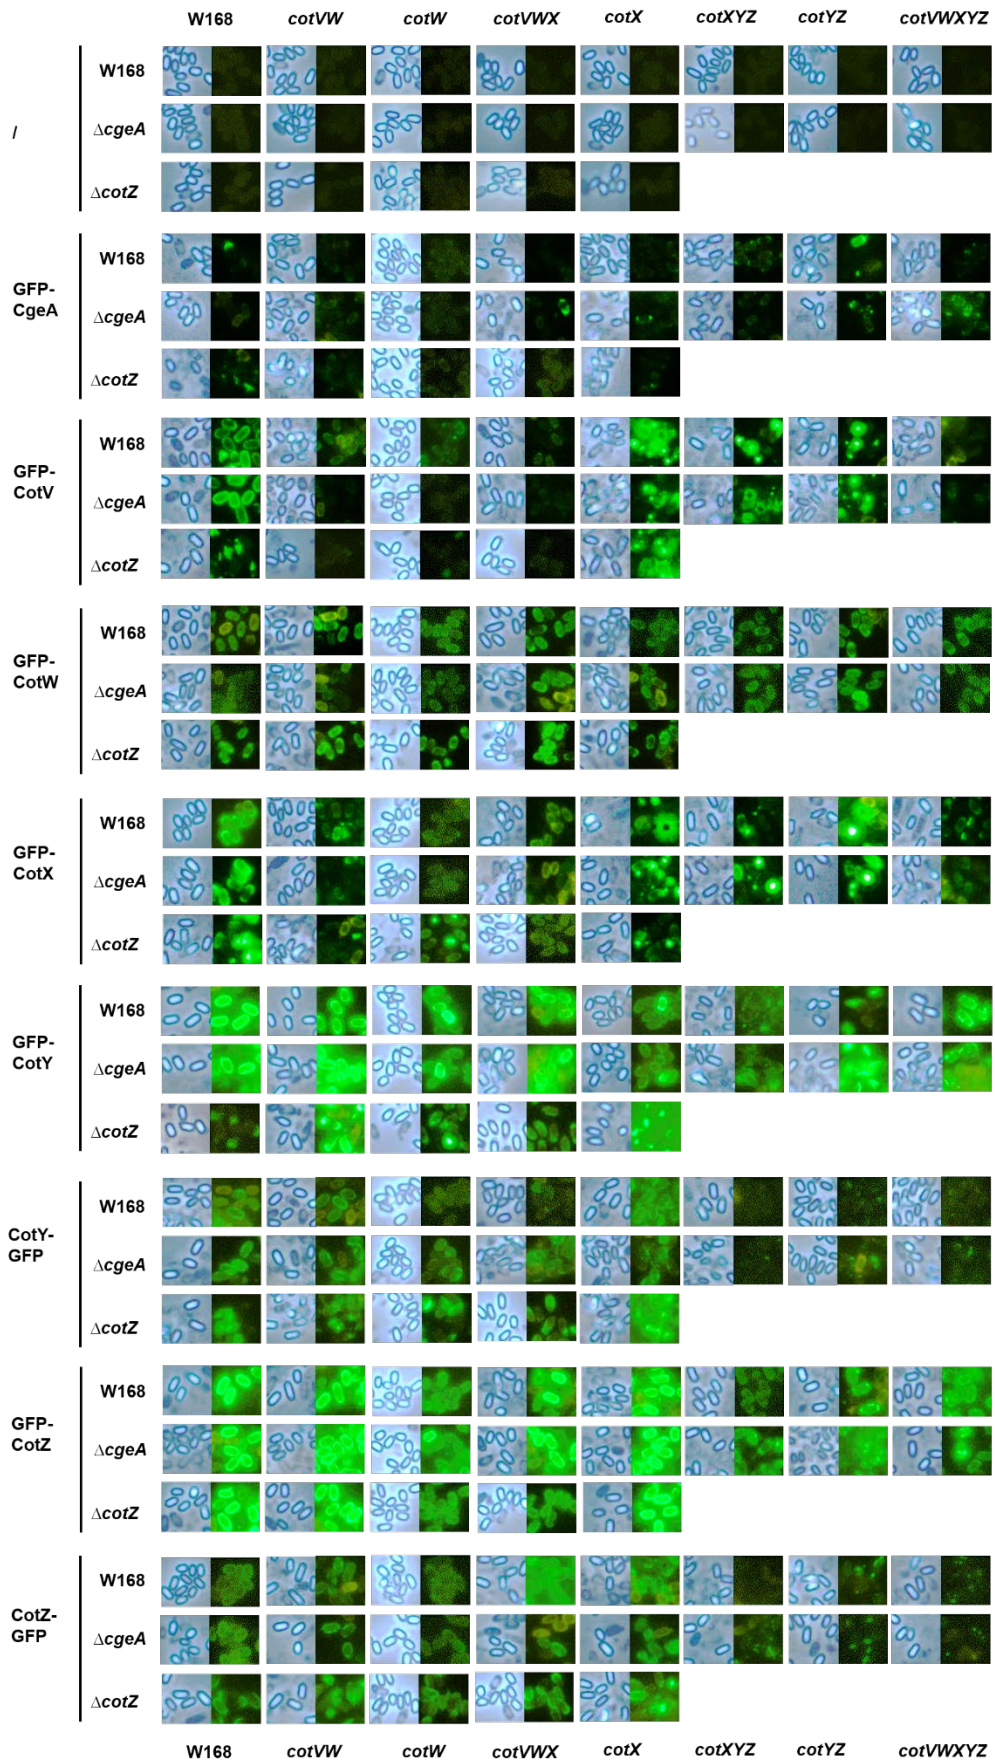 W168 cotVW cotW cotVWX cotX cotXYZ cotYZ cotVWXYZ
/
W168
ΔcgeA
ΔcotZ
GFP-
CgeA
W168
ΔcgeA
ΔcotZ
GFP-
CotV
W168
ΔcgeA
ΔcotZ
GFP-
CotW
W168
ΔcgeA
ΔcotZ
GFP-
CotX
W168
ΔcgeA
ΔcotZ
GFP-
CotY
W168
ΔcgeA
ΔcotZ
CotY-
GFP
W168
ΔcgeA
ΔcotZ
GFP-
CotZ
W168
ΔcgeA
ΔcotZ
CotZ-
GFP
W168
ΔcgeA
ΔcotZ
W168 cotVW cotW cotVWX cotX cotXYZ cotYZ cotVWXYZ